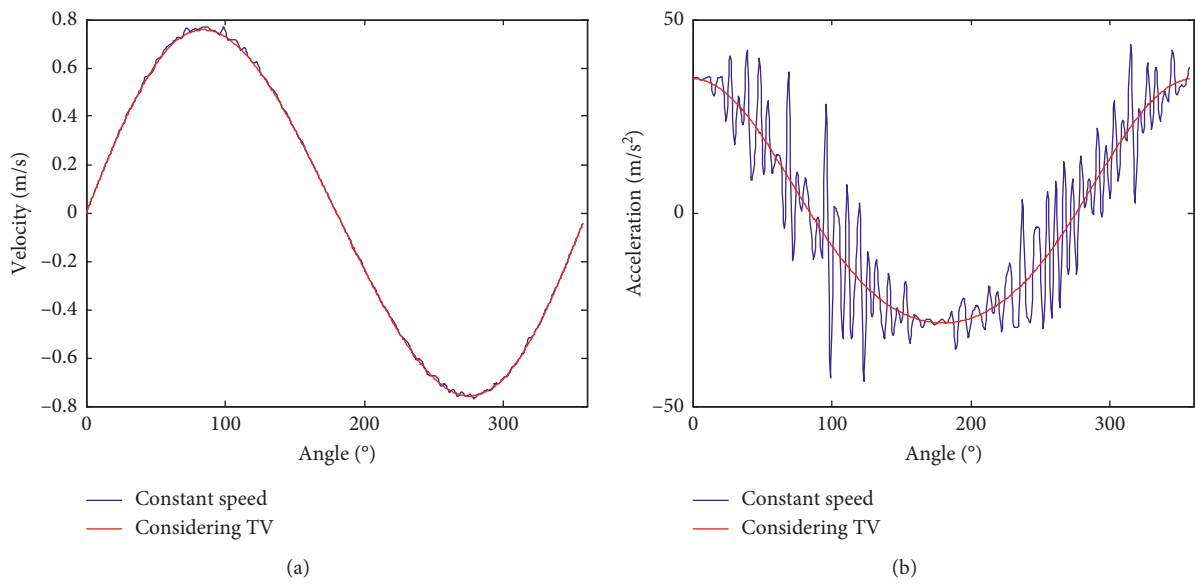 0.8
0.6
0.4
0.2
0
−0.2
−0.4
−0.6
−0.8
Velocity (m/s)
0
100
200
300
Angle (°)
Constant speed
Considering TV
(a)
50
0
−50
Acceleration (m/s²)
0
100
200
300
Angle (°)
Constant speed
Considering TV
(b)